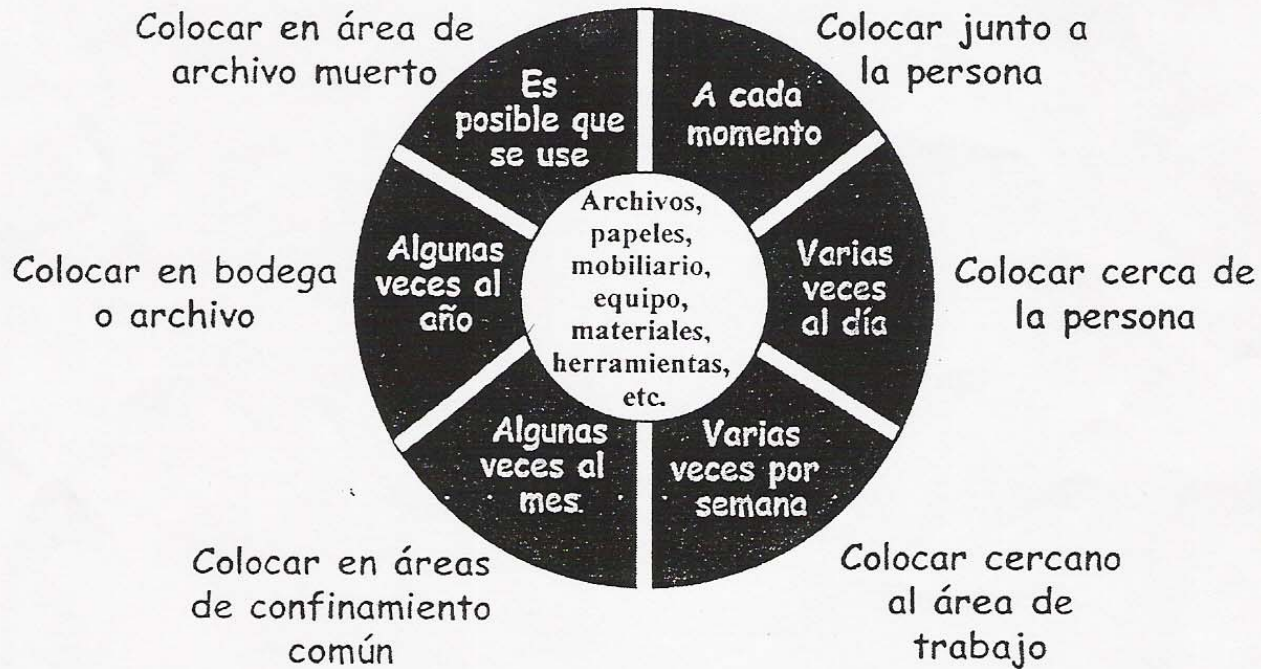 Colocar en área de
archivo muerto
Es
posible que
se use
A cada
momento
Colocar junto a
la persona
Archivos,
papeles,
mobiliario,
equipo,
materiales,
herramientas,
etc.
Algunas
veces al
año
Colocar en bodega
o archivo
Varias
veces
al día
Colocar cerca de
la persona
Algunas
veces al
mes.
Varias
veces por
semana
Colocar en áreas
de confinamiento
común
Colocar cercano
al área de
trabajo